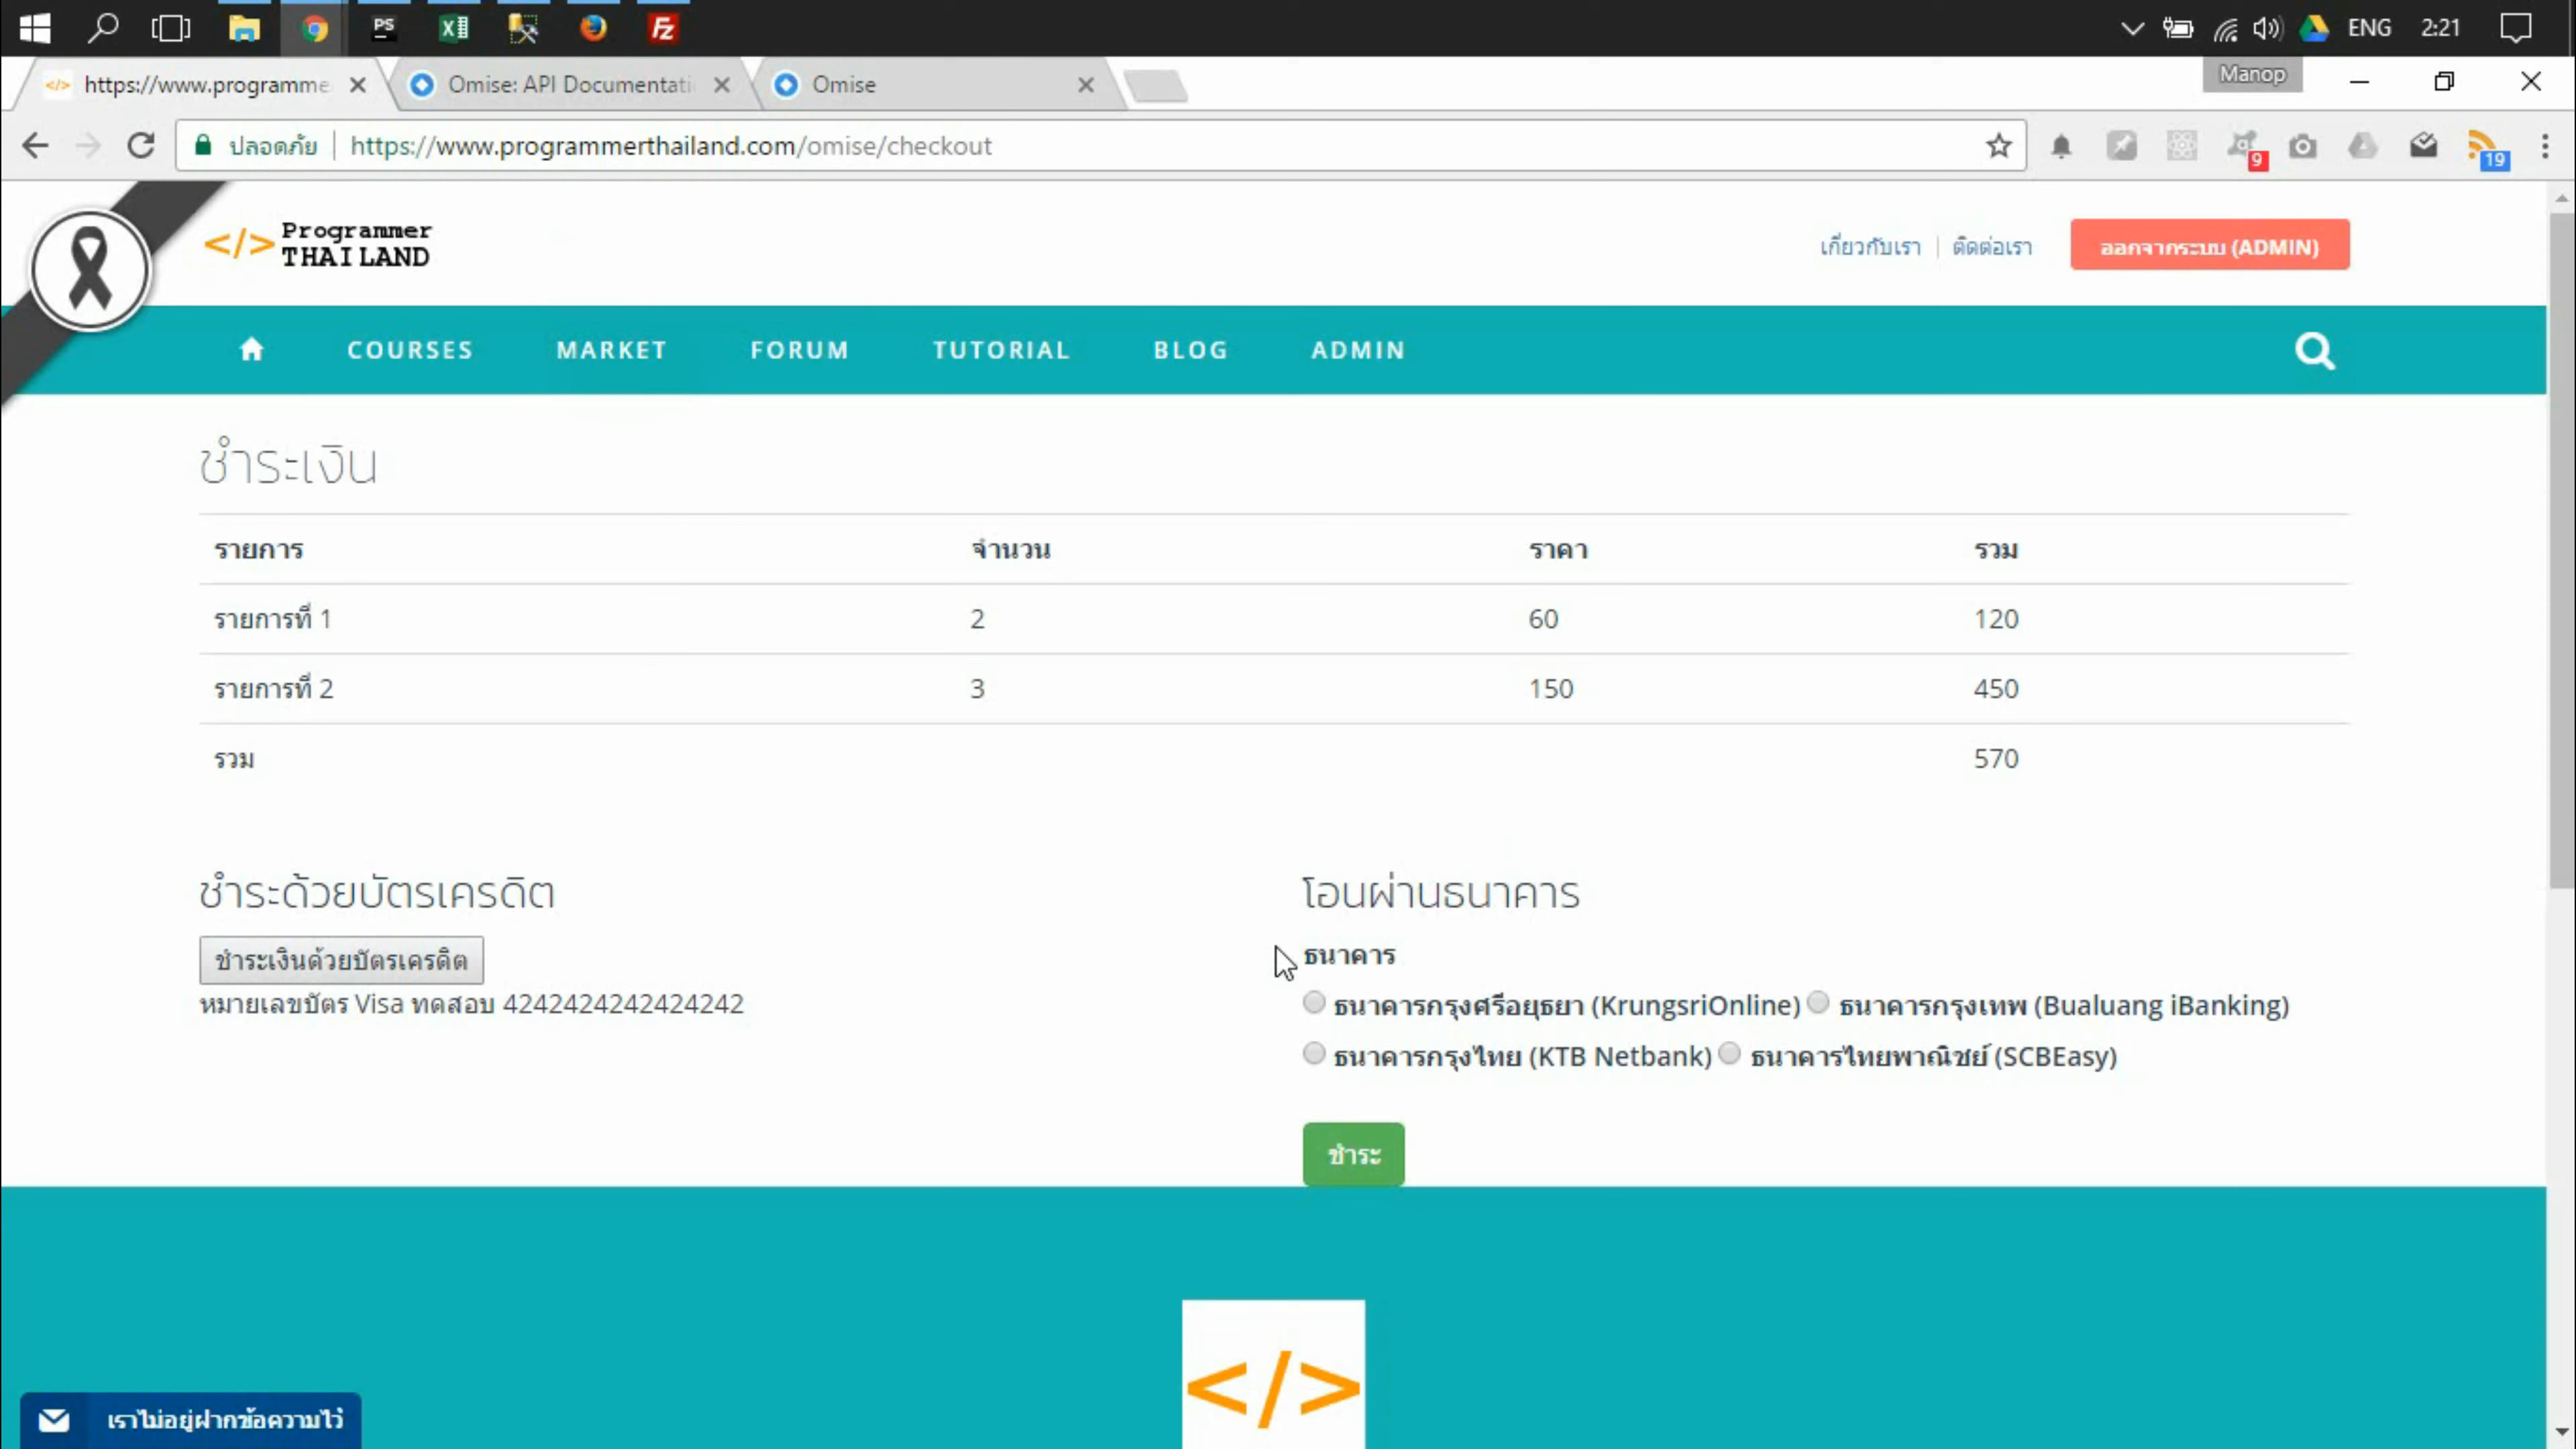 ENG 2:21
Manop
https://www.programme
Omise: API Documentati
Omise
ปลอดภัย https://www.programmerthailand.com/omise/checkout
9
19
</> Programmer THAILAND
เกี่ยวกับเรา ติดต่อเรา ออกจากระบบ (ADMIN)
COURSES MARKET FORUM TUTORIAL BLOG ADMIN
ชำระเงิน
รายการ จำนวน ราคา รวม
รายการที่ 1 2 60 120
รายการที่ 2 3 150 450
รวม 570
ชำระด้วยบัตรเครดิต
ชำระเงินด้วยบัตรเครดิต
หมายเลขบัตร Visa ทดสอบ 4242424242424242
โอนผ่านธนาคาร
ธนาคาร
ธนาคารกรุงศรีอยุธยา (KrungsriOnline) ธนาคารกรุงเทพ (Bualuang iBanking)
ธนาคารกรุงไทย (KTB Netbank) ธนาคารไทยพาณิชย์ (SCBEasy)
ชำระ
</>
เราไม่อยู่ฝากข้อความไว้